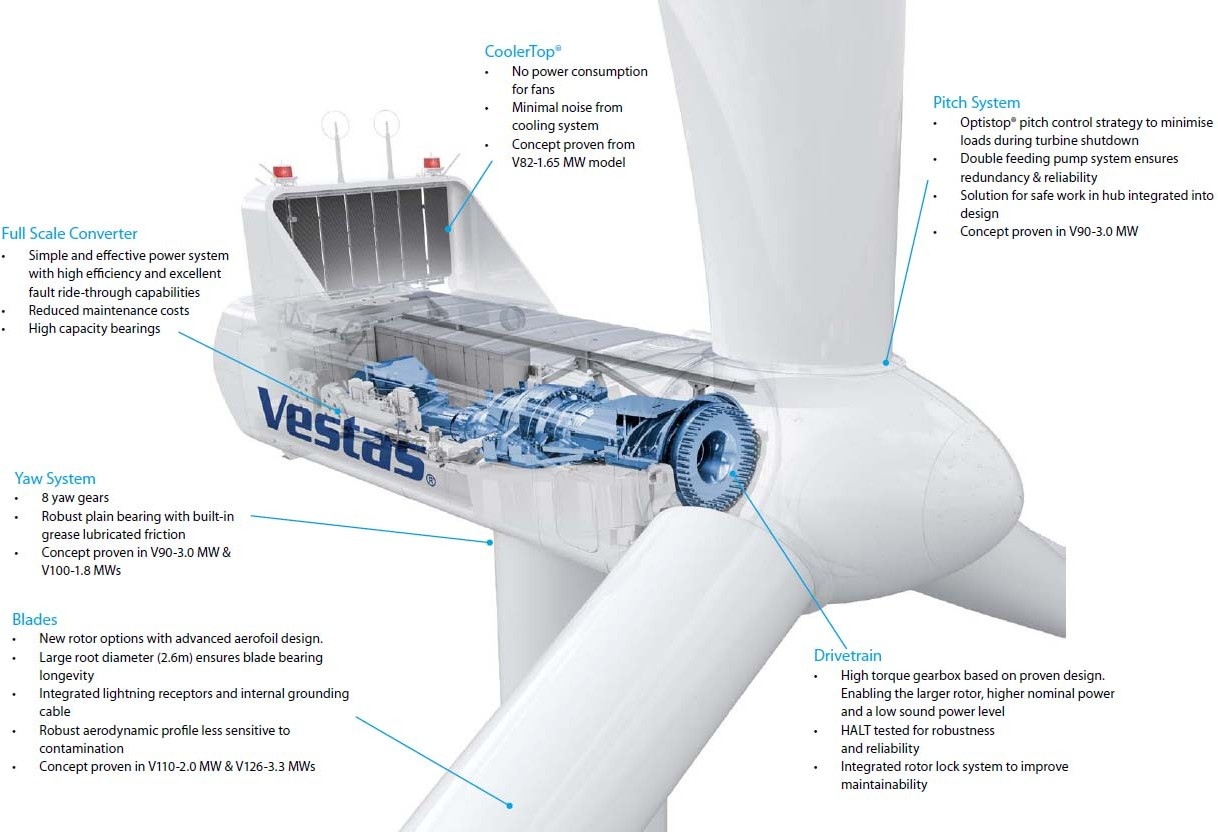 CoolerTop®
• No power consumption
for fans
• Minimal noise from
cooling system
• Concept proven from
V82-1.65 MW model
Pitch System
• Optistop® pitch control strategy to minimise
loads during turbine shutdown
• Double feeding pump system ensures
redundancy & reliability
• Solution for safe work in hub integrated into
design
• Concept proven in V90-3.0 MW
Full Scale Converter
• Simple and effective power system
with high efficiency and excellent
fault ride-through capabilities
• Reduced maintenance costs
• High capacity bearings
Vestas®
Yaw System
• 8 yaw gears
• Robust plain bearing with built-in
grease lubricated friction
• Concept proven in V90-3.0 MW &
V100-1.8 MWs
Blades
• New rotor options with advanced aerofoil design.
• Large root diameter (2.6m) ensures blade bearing
longevity
• Integrated lightning receptors and internal grounding
cable
• Robust aerodynamic profile less sensitive to
contamination
• Concept proven in V110-2.0 MW & V126-3.3 MWs
Drivetrain
• High torque gearbox based on proven design.
Enabling the larger rotor, higher nominal power
and a low sound power level
• HALT tested for robustness
and reliability
• Integrated rotor lock system to improve
maintainability